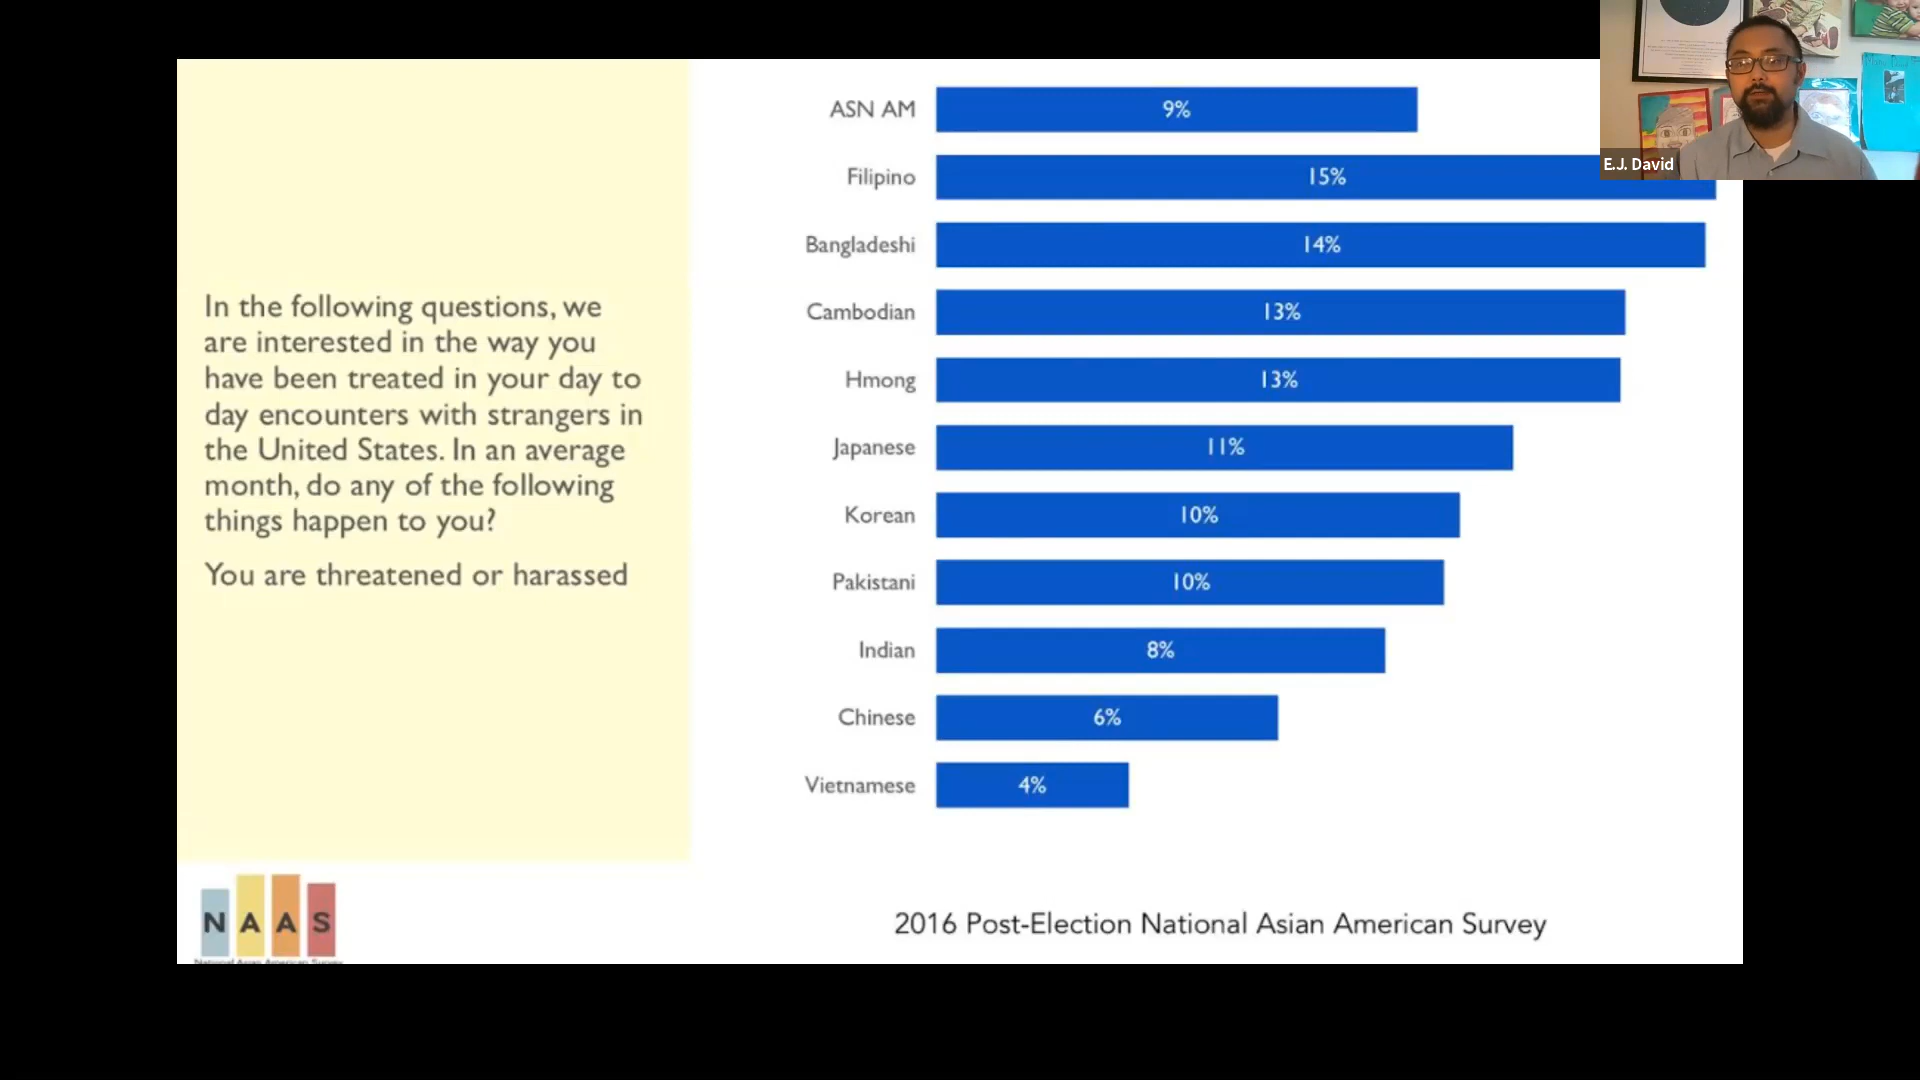 ASN AM 9%
Filipino 15%
Bangladeshi 14%
Cambodian 13%
Hmong 13%
Japanese 11%
Korean 10%
Pakistani 10%
Indian 8%
Chinese 6%
Vietnamese 4%
In the following questions, we
are interested in the way you
have been treated in your day to
day encounters with strangers in
the United States. In an average
month, do any of the following
things happen to you?
You are threatened or harassed
NAAS
National Asian American Survey
2016 Post-Election National Asian American Survey
E.J. David